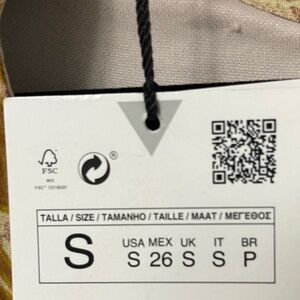 FSC
MIX
®
TALLA / SIZE / TAMANHO / TAILLE / MAAT / ΜΕΓΕΘΟΣ
S
USA MEX UK IT BR
S 26 S S P